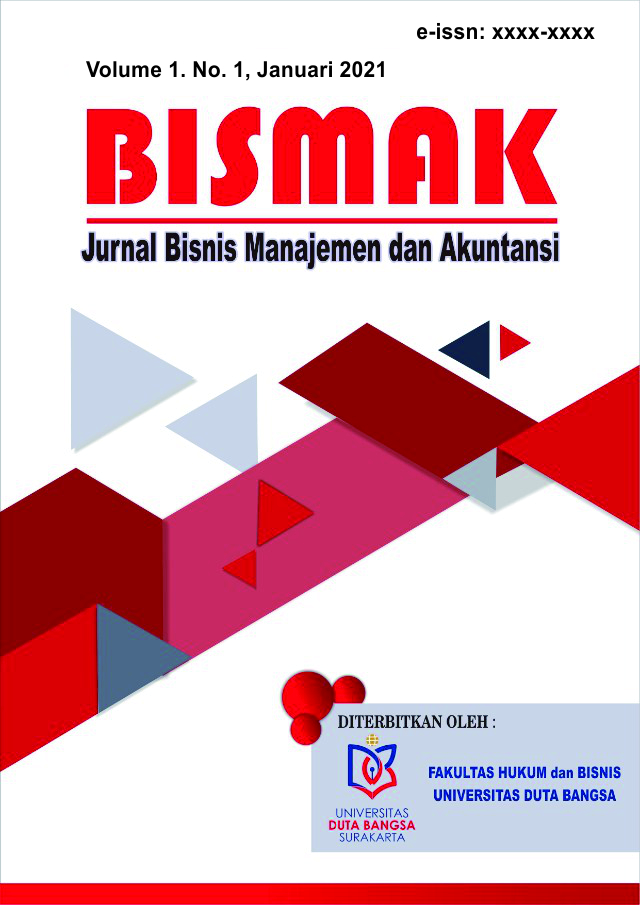 e-issn: xxxx-xxxx
Volume 1. No. 1, Januari 2021
BISMAK
Jurnal Bisnis Manajemen dan Akuntansi
DITERBITKAN OLEH :
FAKULTAS HUKUM dan BISNIS
UNIVERSITAS DUTA BANGSA
UNIVERSITAS
DUTA BANGSA
SURAKARTA